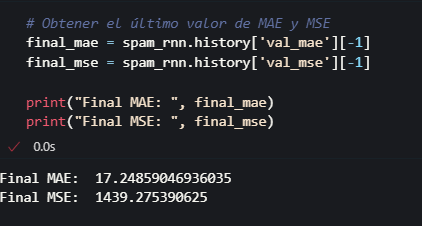 # Obtener el último valor de MAE y MSE
final_mae = spam_rnn.history['val_mae'][-1]
final_mse = spam_rnn.history['val_mse'][-1]
print("Final MAE: ", final_mae)
print("Final MSE: ", final_mse)
0.0s
Final MAE:  17.24859046936035
Final MSE:  1439.275390625